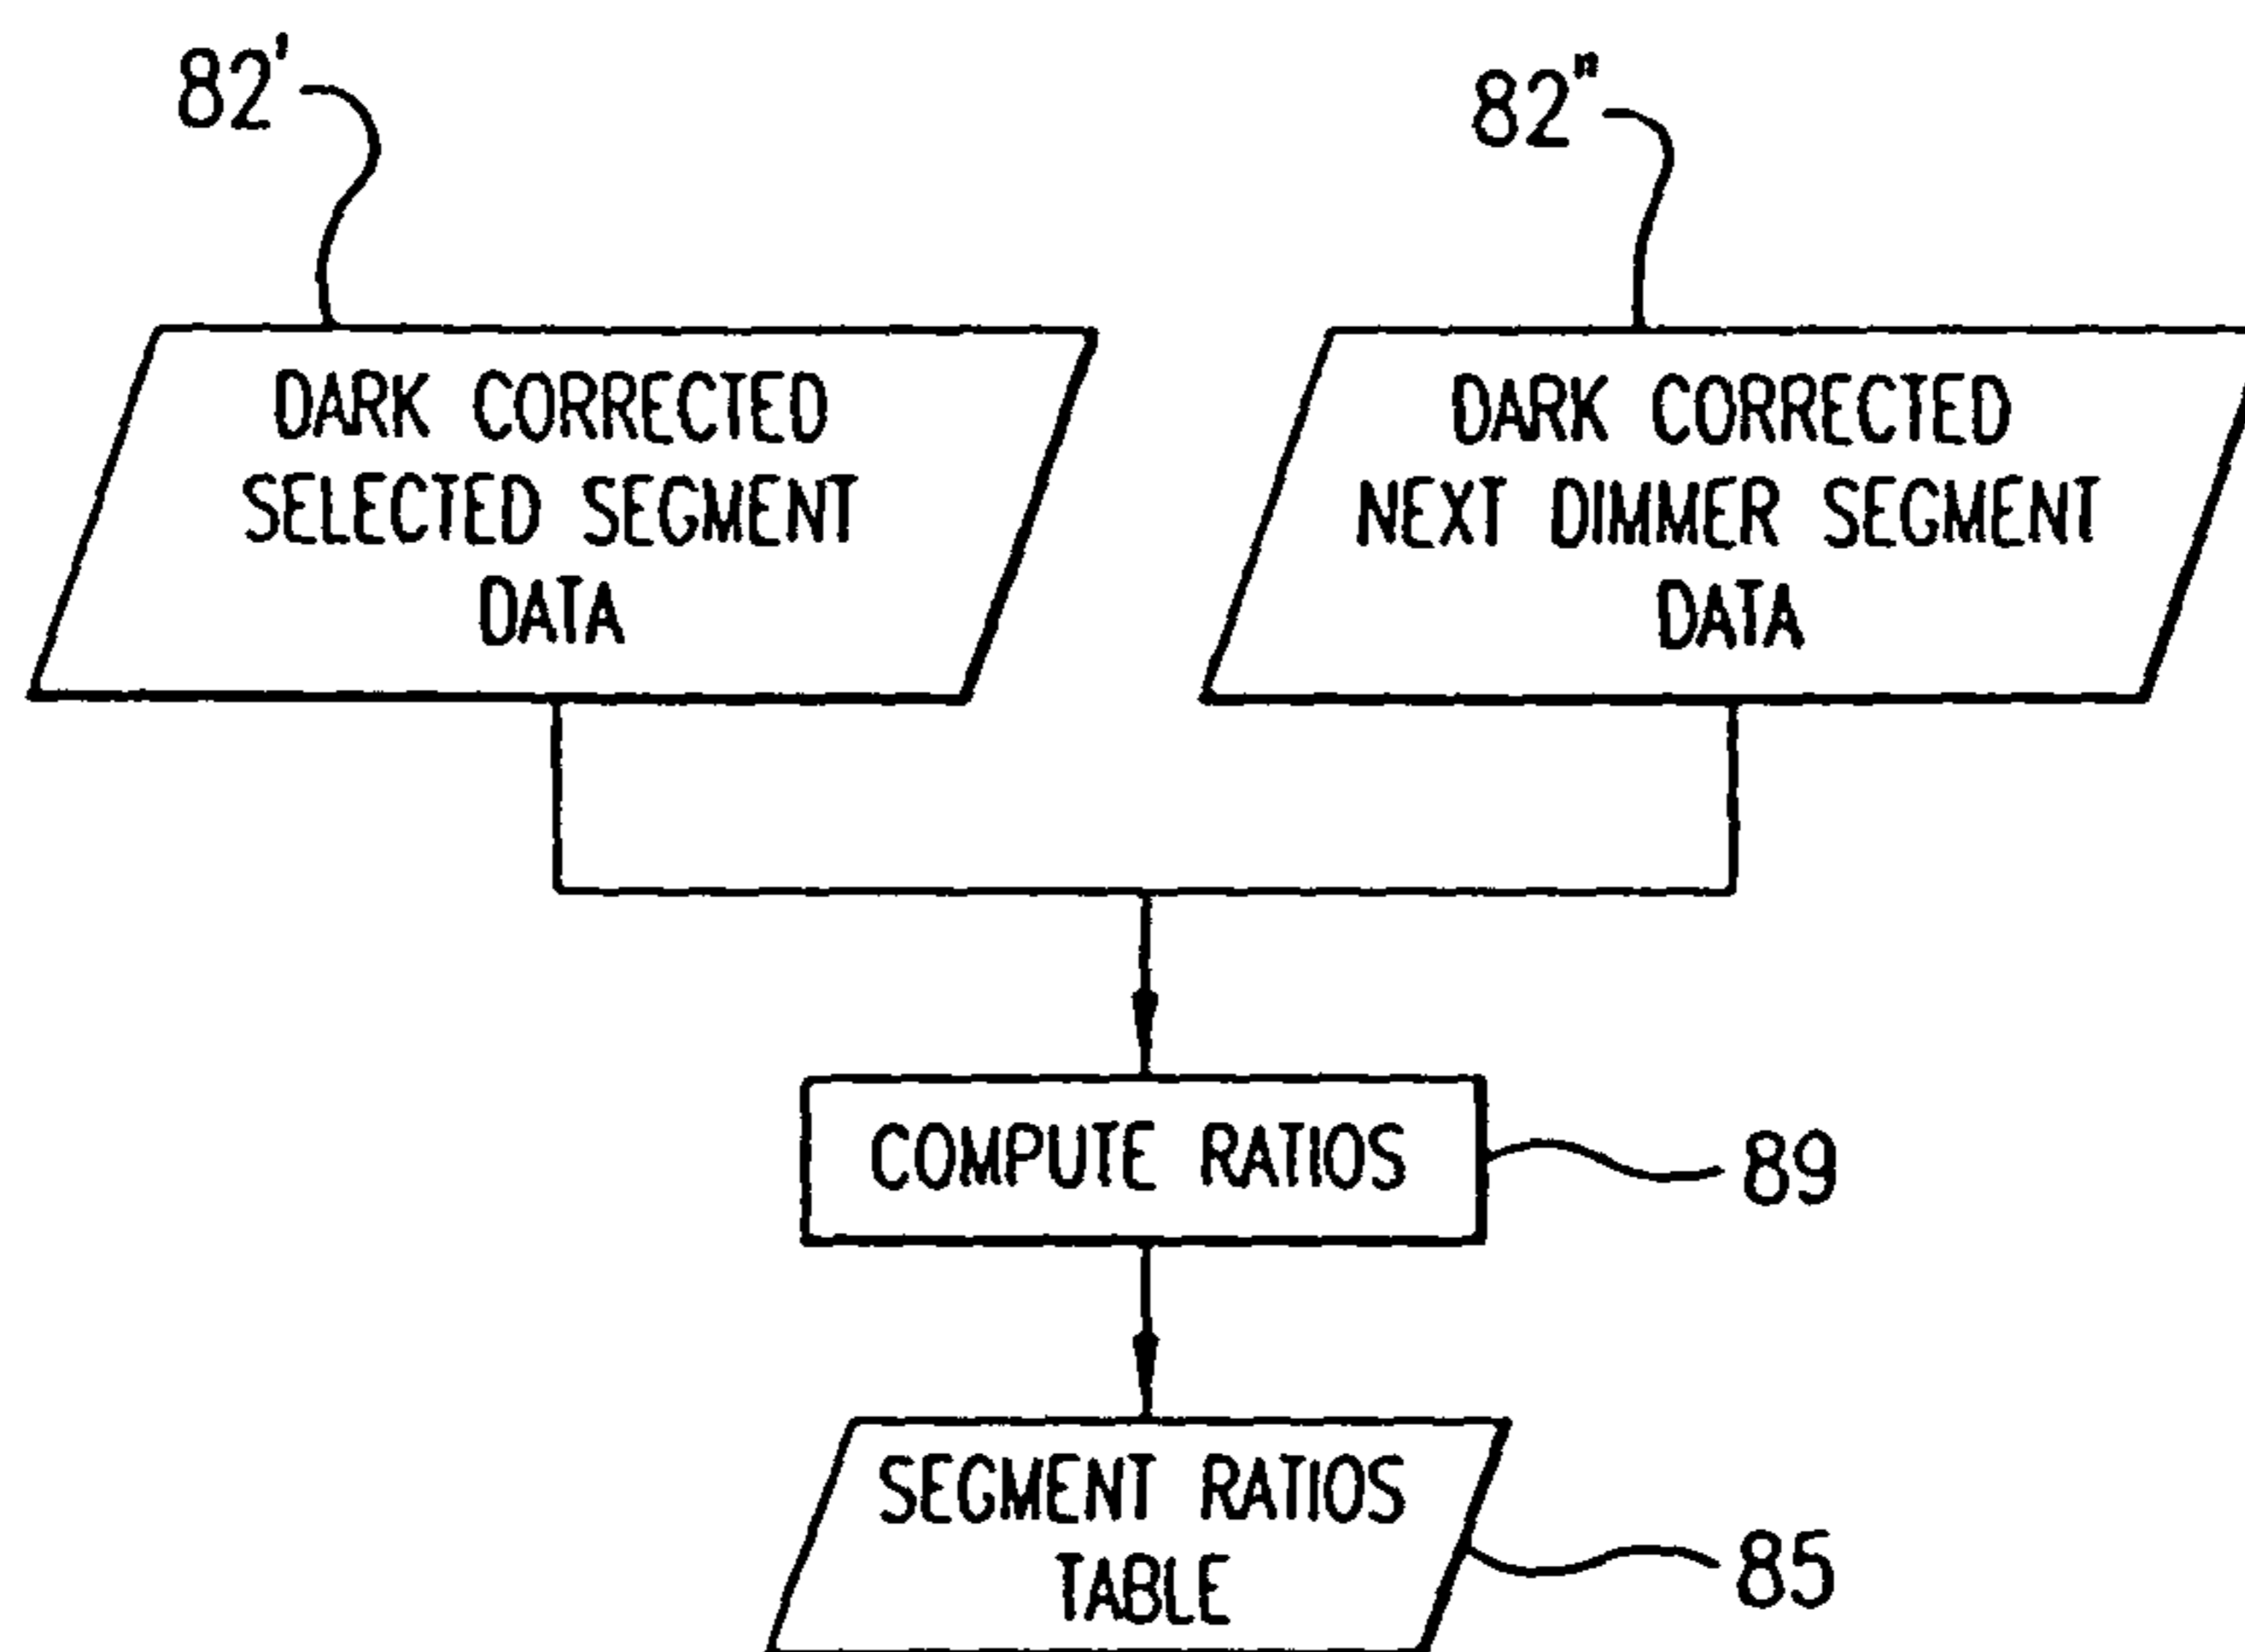 82'
82"
DARK CORRECTED
SELECTED SEGMENT
DATA
DARK CORRECTED
NEXT DIMMER SEGMENT
DATA
COMPUTE RATIOS
89
SEGMENT RATIOS
TABLE
85